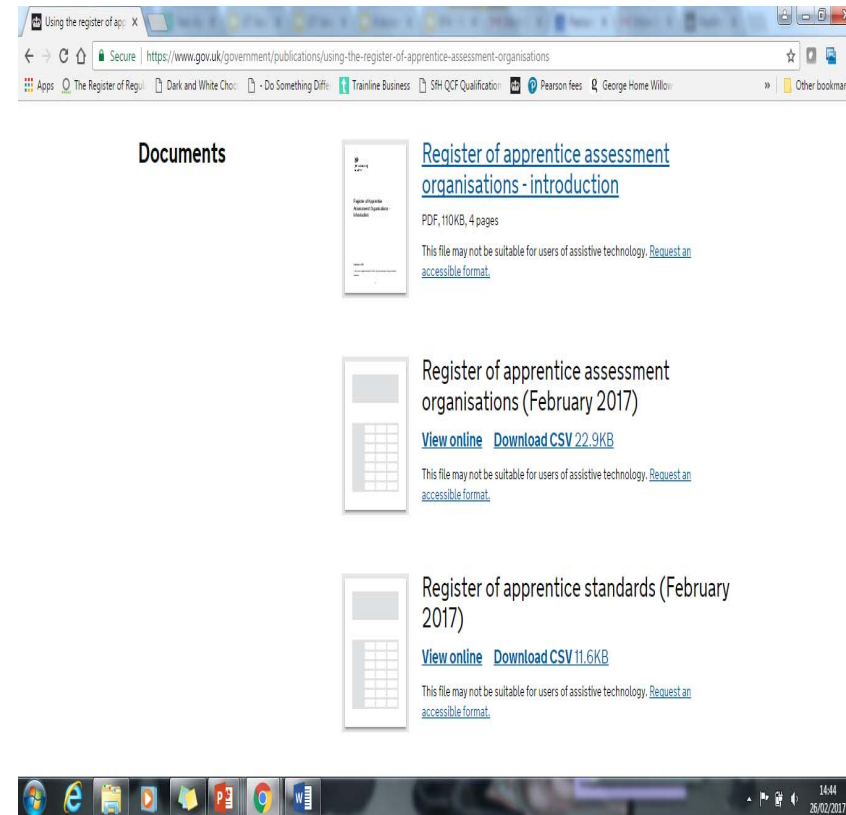 Using the register of app
Secure https://www.gov.uk/government/publications/using-the-register-of-apprentice-assessment-organisations
Apps The Register of Regul Dark and White Choc - Do Something Diffe Trainline Business SfH QCF Qualification Pearson fees George Home Willow » Other bookmar
Documents
Register of apprentice assessment
organisations - introduction
PDF, 110KB, 4 pages
This file may not be suitable for users of assistive technology. Request an
accessible format.
Register of apprentice assessment
organisations (February 2017)
View online Download CSV 22.9KB
This file may not be suitable for users of assistive technology. Request an
accessible format.
Register of apprentice standards (February
2017)
View online Download CSV 11.6KB
This file may not be suitable for users of assistive technology. Request an
accessible format.
14:44
26/02/2017